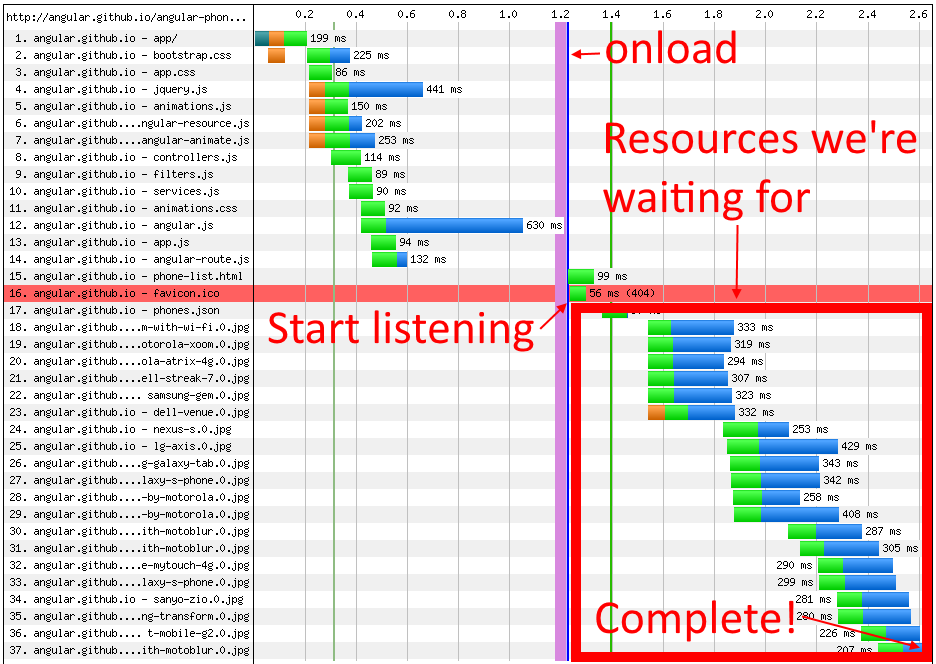 http://angular.github.io/angular-phon...
0.2 0.4 0.6 0.8 1.0 1.2 1.4 1.6 1.8 2.0 2.2 2.4 2.6
1. angular.github.io - app/ 199 ms
2. angular.github.io - bootstrap.css 225 ms
onload
3. angular.github.io - app.css 86 ms
4. angular.github.io - jquery.js 441 ms
5. angular.github.io - animations.js 150 ms
6. angular.github....ngular-resource.js 202 ms
7. angular.github....angular-animate.js 253 ms
Resources we're
waiting for
8. angular.github.io - controllers.js 114 ms
9. angular.github.io - filters.js 89 ms
10. angular.github.io - services.js 90 ms
11. angular.github.io - animations.css 92 ms
12. angular.github.io - angular.js 630 ms
13. angular.github.io - app.js 94 ms
14. angular.github.io - angular-route.js 132 ms
15. angular.github.io - phone-list.html 99 ms
16. angular.github.io - favicon.ico 56 ms (404)
17. angular.github.io - phones.json
Start listening
18. angular.github....m-with-wi-fi.0.jpg 333 ms
19. angular.github....otorola-xoom.0.jpg 319 ms
20. angular.github....ola-atrix-4g.0.jpg 294 ms
21. angular.github....ell-streak-7.0.jpg 307 ms
22. angular.github.... samsung-gem.0.jpg 323 ms
23. angular.github.io - dell-venue.0.jpg 332 ms
24. angular.github.io - nexus-s.0.jpg 253 ms
25. angular.github.io - lg-axis.0.jpg 429 ms
26. angular.github....g-galaxy-tab.0.jpg 343 ms
27. angular.github....laxy-s-phone.0.jpg 342 ms
28. angular.github....-by-motorola.0.jpg 258 ms
29. angular.github....-by-motorola.0.jpg 408 ms
30. angular.github....ith-motoblur.0.jpg 287 ms
31. angular.github....ith-motoblur.0.jpg 305 ms
32. angular.github....e-mytouch-4g.0.jpg 290 ms
33. angular.github....laxy-s-phone.0.jpg 299 ms
34. angular.github.io - sanyo-zio.0.jpg 281 ms
35. angular.github....ng-transform.0.jpg 280 ms
Complete!
36. angular.github.... t-mobile-g2.0.jpg 226 ms
37. angular.github....ith-motoblur.0.jpg 207 ms